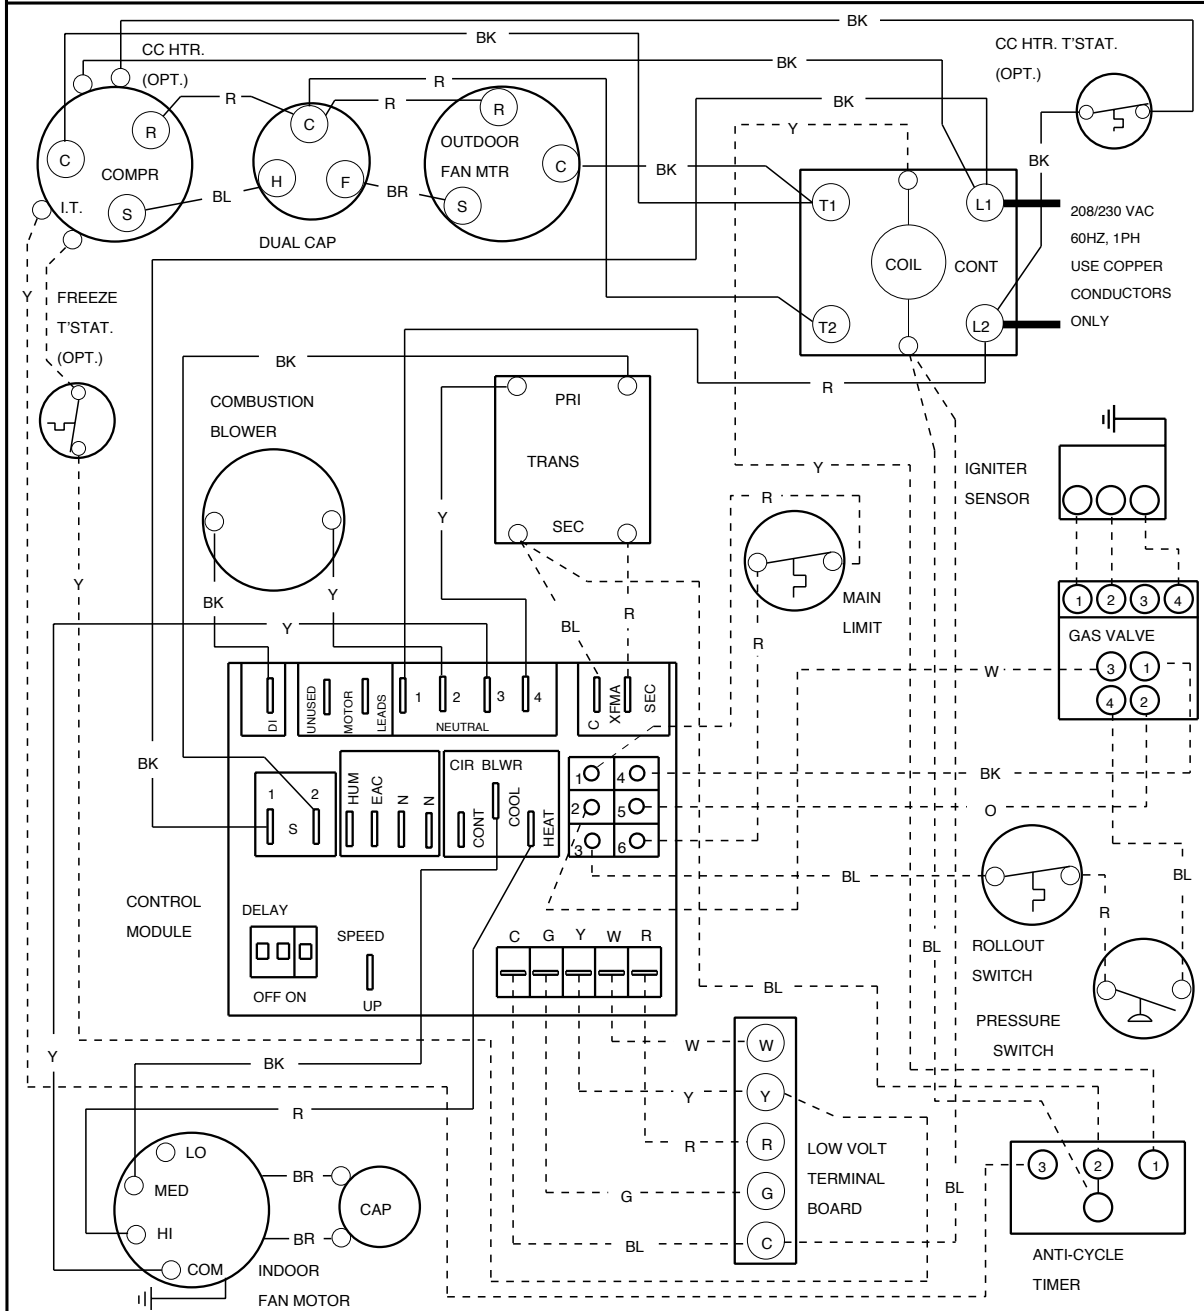 BK
BK
CC HTR.
(OPT.)
CC HTR. T'STAT.
(OPT.)
BK
R
BK
R
R
Y
C
R
R
C
COMPR
OUTDOOR
FAN MTR
C
BK
BK
H
F
BL
BR
S
S
I.T.
DUAL CAP
T1
L1
208/230 VAC
60HZ, 1PH
USE COPPER
CONDUCTORS
ONLY
COIL
CONT
T2
L2
Y
FREEZE
T'STAT.
(OPT.)
BK
R
COMBUSTION
BLOWER
PRI
TRANS
SEC
Y
Y
R
IGNITER
SENSOR
Y
BK
Y
Y
BL
R
R
MAIN
LIMIT
1
2
3
4
GAS VALVE
3
1
4
2
W
DI
UNUSED
MOTOR
LEADS
1
2
3
4
NEUTRAL
C
XFMA
SEC
BK
1
2
S
HUM
EAC
N
N
CIR BLWR
CONT
COOL
HEAT
1
4
2
5
3
6
BK
O
BL
BL
R
CONTROL
MODULE
DELAY
OFF ON
SPEED
UP
C
G
Y
W
R
BL
BL
ROLLOUT
SWITCH
PRESSURE
SWITCH
Y
BK
R
W
Y
R
G
BL
W
Y
R
G
C
LOW VOLT
TERMINAL
BOARD
BL
3
2
1
ANTI-CYCLE
TIMER
LO
MED
HI
COM
BR
BR
CAP
INDOOR
FAN MOTOR